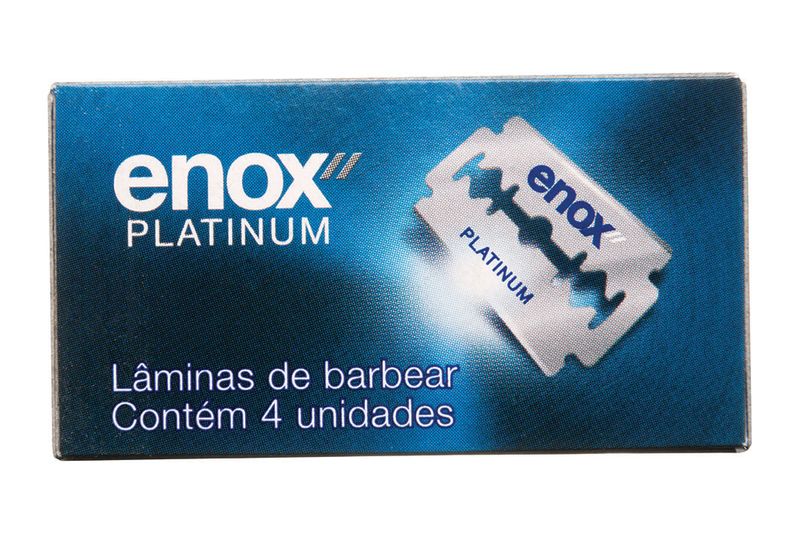 enox
PLATINUM
enox
PLATINUM
Lâminas de barbear
Contém 4 unidades